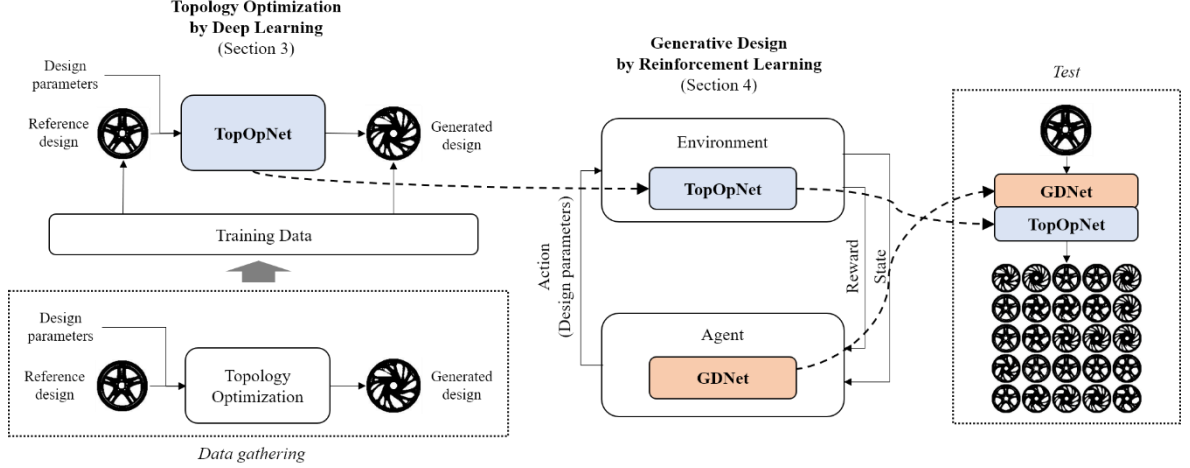 Topology Optimization
by Deep Learning
(Section 3)
Design
parameters
Reference
design
TopOpNet
Generated
design
Training Data
Design
parameters
Reference
design
Topology
Optimization
Generated
design
Data gathering
Generative Design
by Reinforcement Learning
(Section 4)
Environment
TopOpNet
Action
(Design parameters)
Reward
State
Agent
GDNet
Test
GDNet
TopOpNet